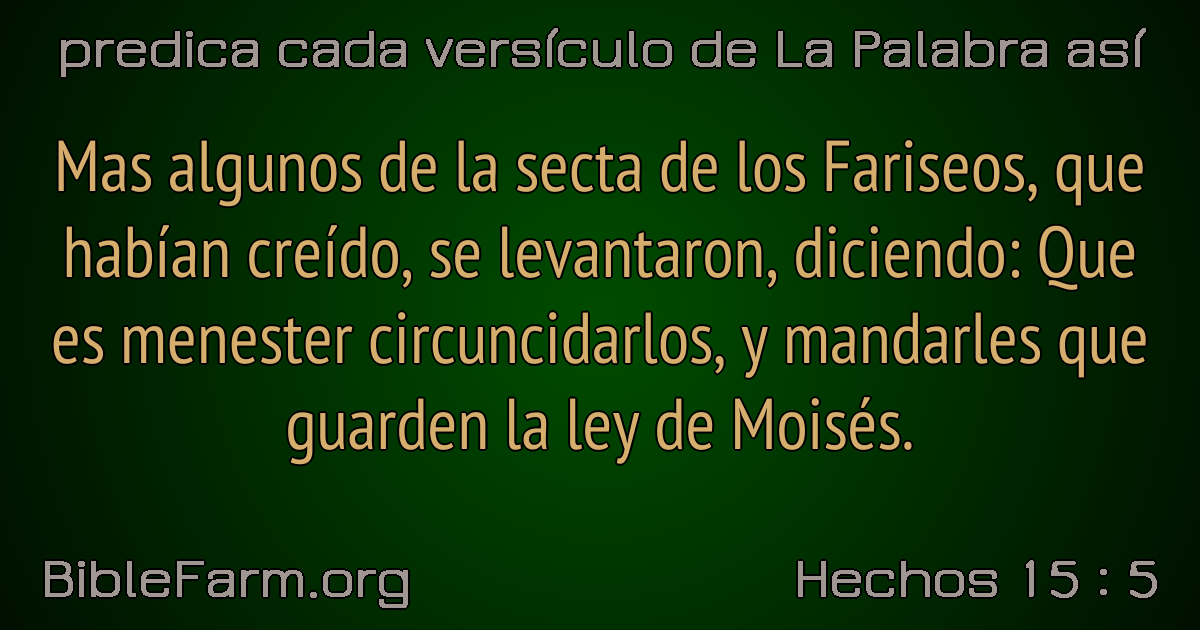 predica cada versículo de La Palabra así
Mas algunos de la secta de los Fariseos, que
habían creído, se levantaron, diciendo: Que
es menester circuncidarlos, y mandarles que
guarden la ley de Moisés.
BibleFarm.org
Hechos 15 : 5